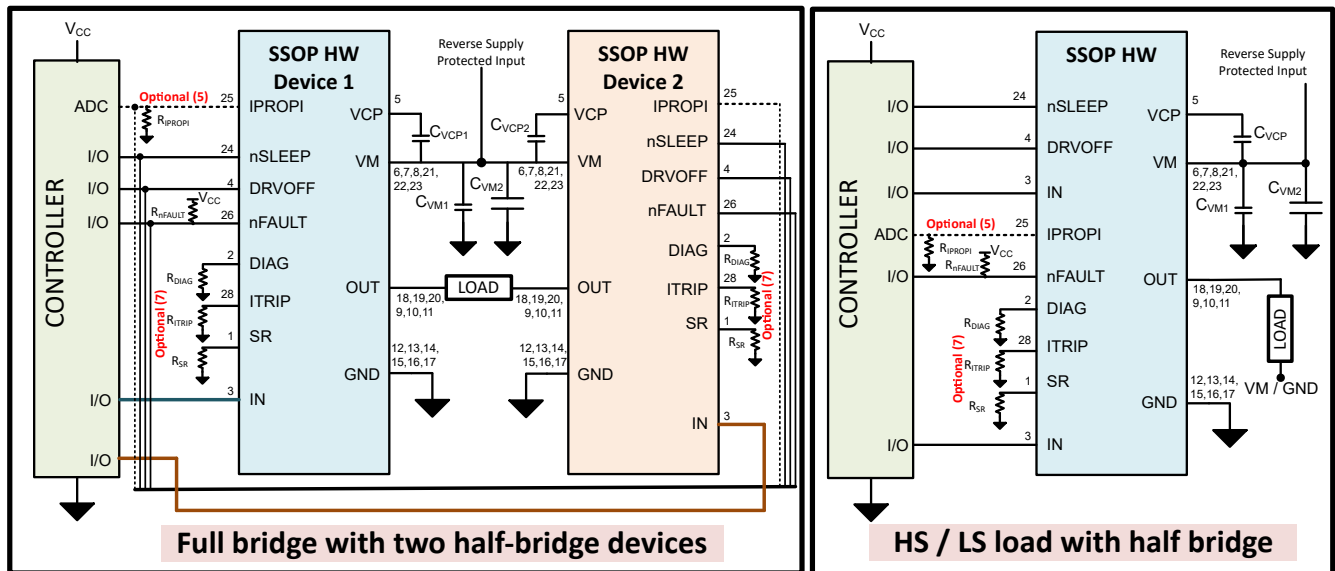 VCC
CONTROLLER
ADC
I/O
I/O
I/O
I/O
I/O
Optional (5)
RIPROPI
VCC
RnFAULT
RDIAG
RITRIP
RSR
Optional (7)
25
24
4
26
2
28
1
3
SSOP HW
Device 1
IPROPI
nSLEEP
DRVOFF
nFAULT
DIAG
ITRIP
SR
IN
VCP
VM
OUT
GND
5
CVCP1
6,7,8,21,
22,23
CVM1
18,19,20,
9,10,11
12,13,14,
15,16,17
Reverse Supply
Protected Input
LOAD
5
CVCP2
CVM2
6,7,8,21,
22,23
18,19,20,
9,10,11
12,13,14,
15,16,17
SSOP HW
Device 2
VCP
VM
OUT
GND
IPROPI
nSLEEP
DRVOFF
nFAULT
DIAG
ITRIP
SR
IN
25
24
4
26
2
28
1
3
RDIAG
RITRIP
RSR
Optional (7)
Full bridge with two half-bridge devices
VCC
CONTROLLER
I/O
I/O
I/O
ADC
I/O
I/O
24
4
3
Optional (5)
25
RIPROPI
VCC
RnFAULT
26
2
RDIAG
28
RITRIP
1
RSR
Optional (7)
3
SSOP HW
nSLEEP
DRVOFF
IN
IPROPI
nFAULT
DIAG
ITRIP
SR
IN
VCP
VM
OUT
GND
Reverse Supply
Protected Input
5
CVCP
6,7,8,21,
22,23
CVM1
CVM2
18,19,20,
9,10,11
LOAD
VM / GND
12,13,14,
15,16,17
HS / LS load with half bridge